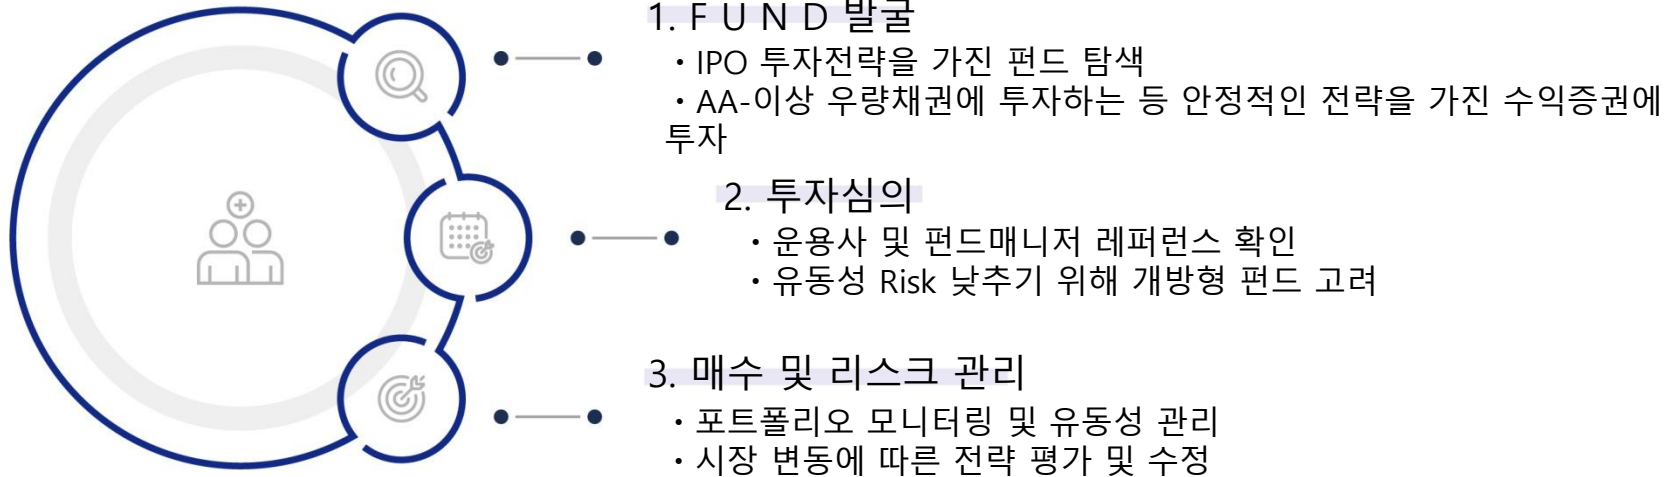 1. F U N D 발굴
・IPO 투자전략을 가진 펀드 탐색
・AA-이상 우량채권에 투자하는 등 안정적인 전략을 가진 수익증권에
투자
2. 투자심의
・운용사 및 펀드매니저 레퍼런스 확인
・유동성 Risk 낮추기 위해 개방형 펀드 고려
3. 매수 및 리스크 관리
・포트폴리오 모니터링 및 유동성 관리
・시장 변동에 따른 전략 평가 및 수정